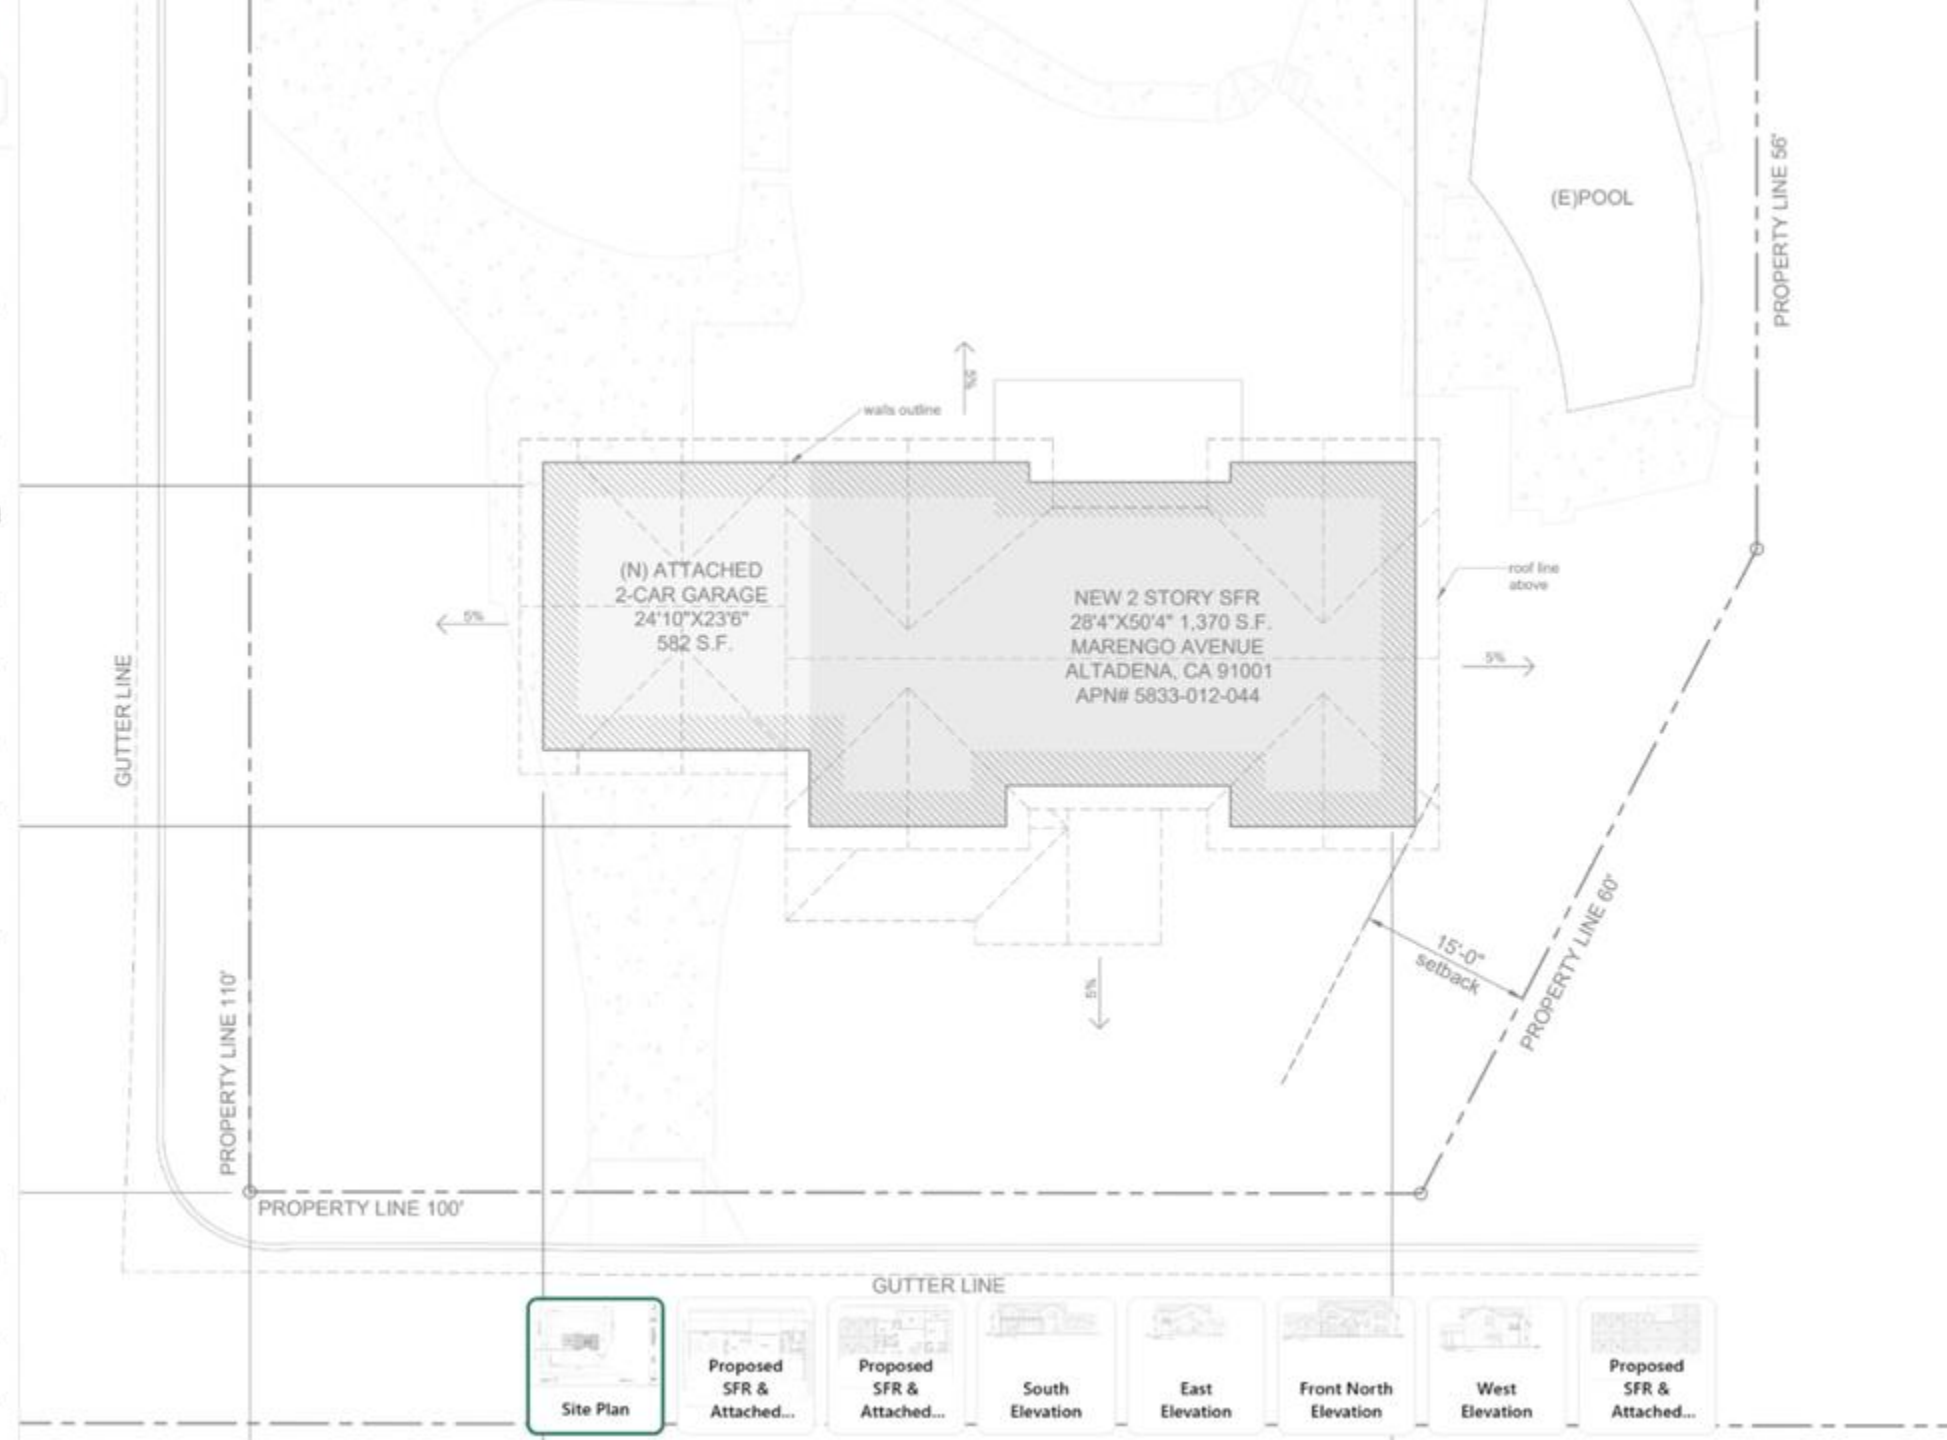 PROPERTY LINE 56'
(E)POOL
5%
walls outline
(N) ATTACHED
2-CAR GARAGE
24'10"X23'6"
582 S.F.
NEW 2 STORY SFR
28'4"X50'4" 1,370 S.F.
MARENGO AVENUE
ALTADENA, CA 91001
APN# 5833-012-044
roof line
above
5%
5%
GUTTER LINE
15'-0"
setback
PROPERTY LINE 60'
5%
PROPERTY LINE 110'
PROPERTY LINE 100'
GUTTER LINE
Site Plan
Proposed
SFR &
Attached...
Proposed
SFR &
Attached...
South
Elevation
East
Elevation
Front North
Elevation
West
Elevation
Proposed
SFR &
Attached...